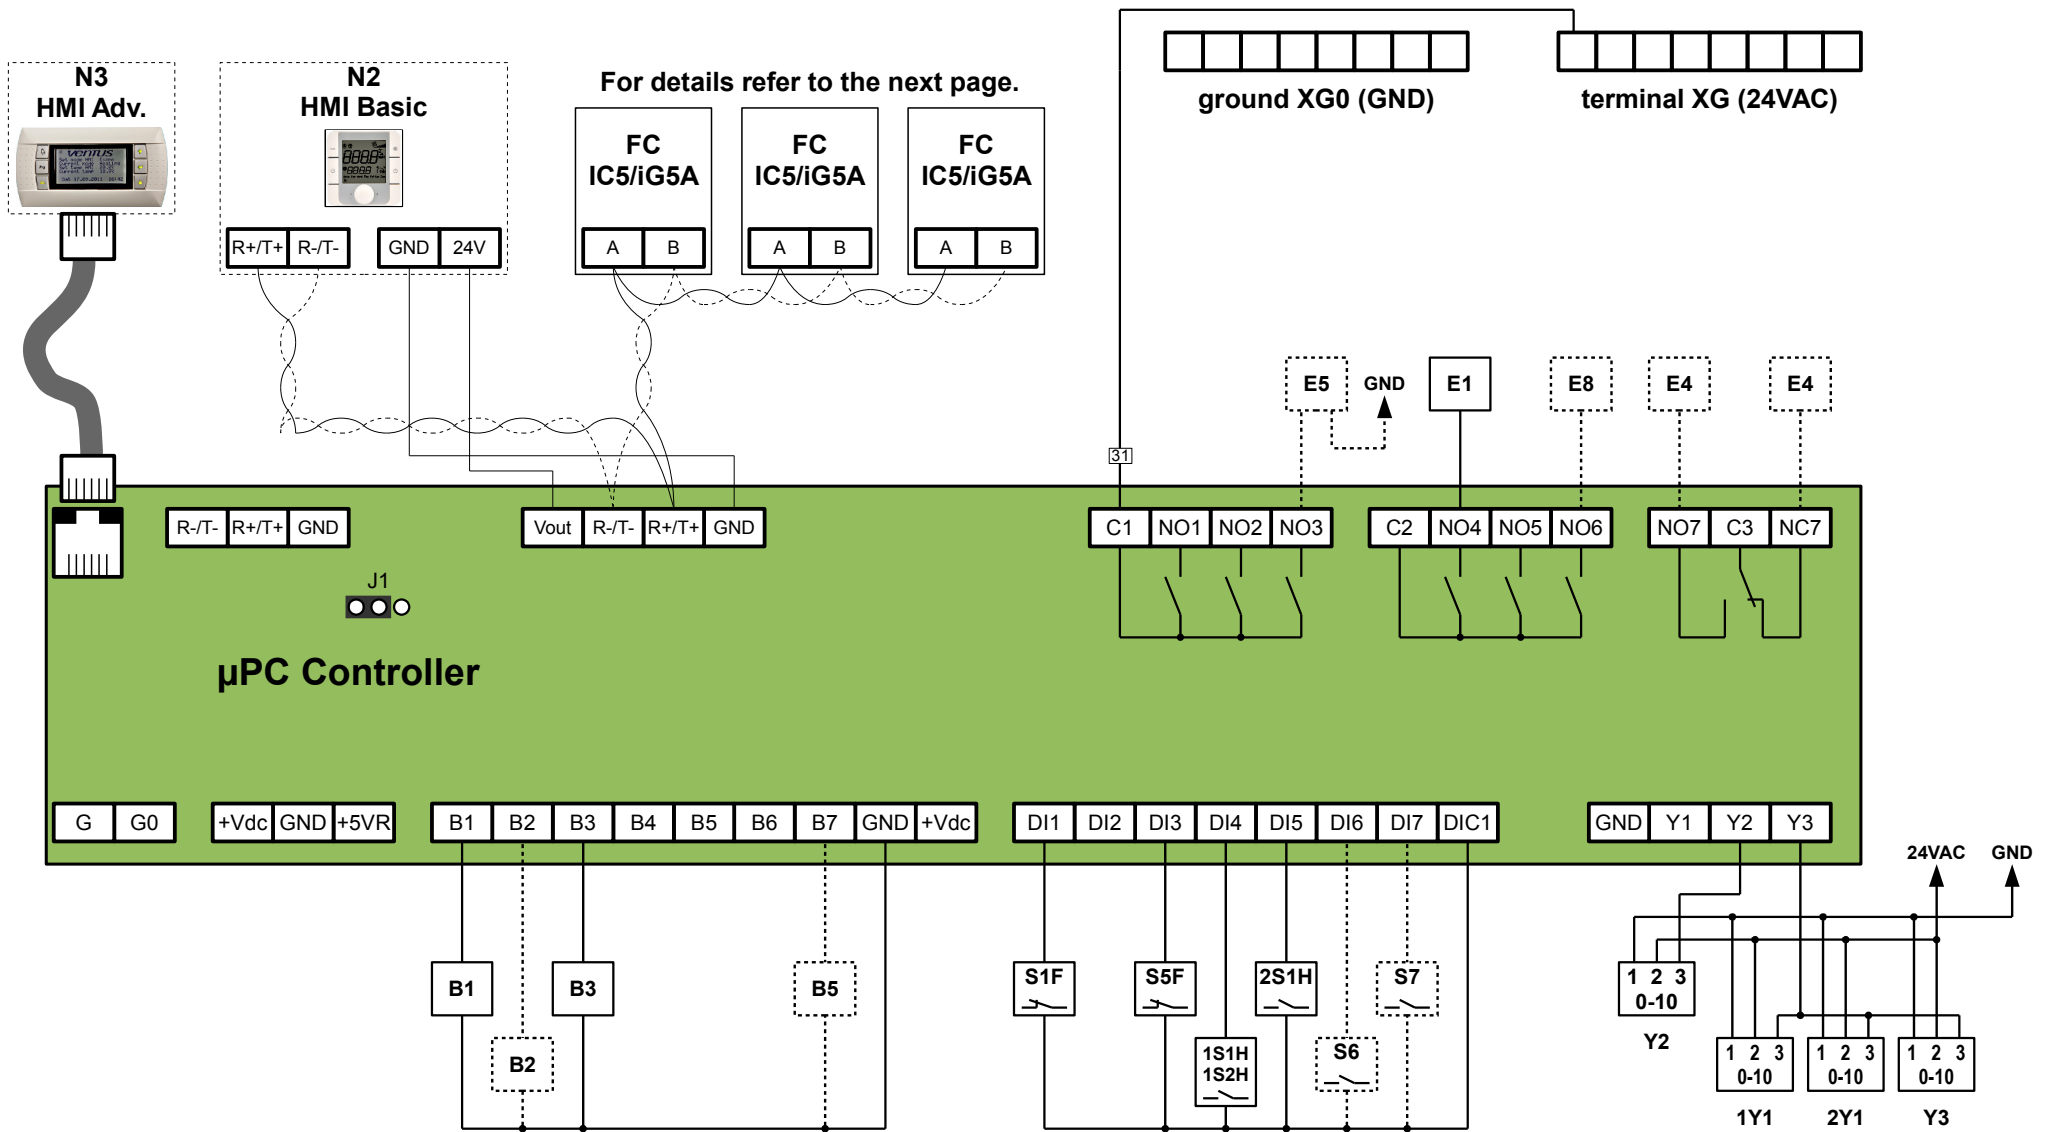 N3
HMI Adv.
ventus
N2
HMI Basic
For details refer to the next page.
FC
IC5/iG5A
FC
IC5/iG5A
FC
IC5/iG5A
ground XG0 (GND)
terminal XG (24VAC)
R+/T+ R-/T- GND 24V
A B A B A B
E5 GND E1 E8 E4 E4
31
R-/T- R+/T+ GND
Vout R-/T- R+/T+ GND
C1 NO1 NO2 NO3
C2 NO4 NO5 NO6
NO7 C3 NC7
J1
µPC Controller
G G0
+Vdc GND +5VR
B1 B2 B3 B4 B5 B6 B7 GND +Vdc
DI1 DI2 DI3 DI4 DI5 DI6 DI7 DIC1
GND Y1 Y2 Y3
24VAC GND
B1 B3 B5
B2
S1F S5F 2S1H S7
1S1H
1S2H
S6
1 2 3
0-10
Y2
1 2 3
0-10
1Y1
1 2 3
0-10
2Y1
1 2 3
0-10
Y3